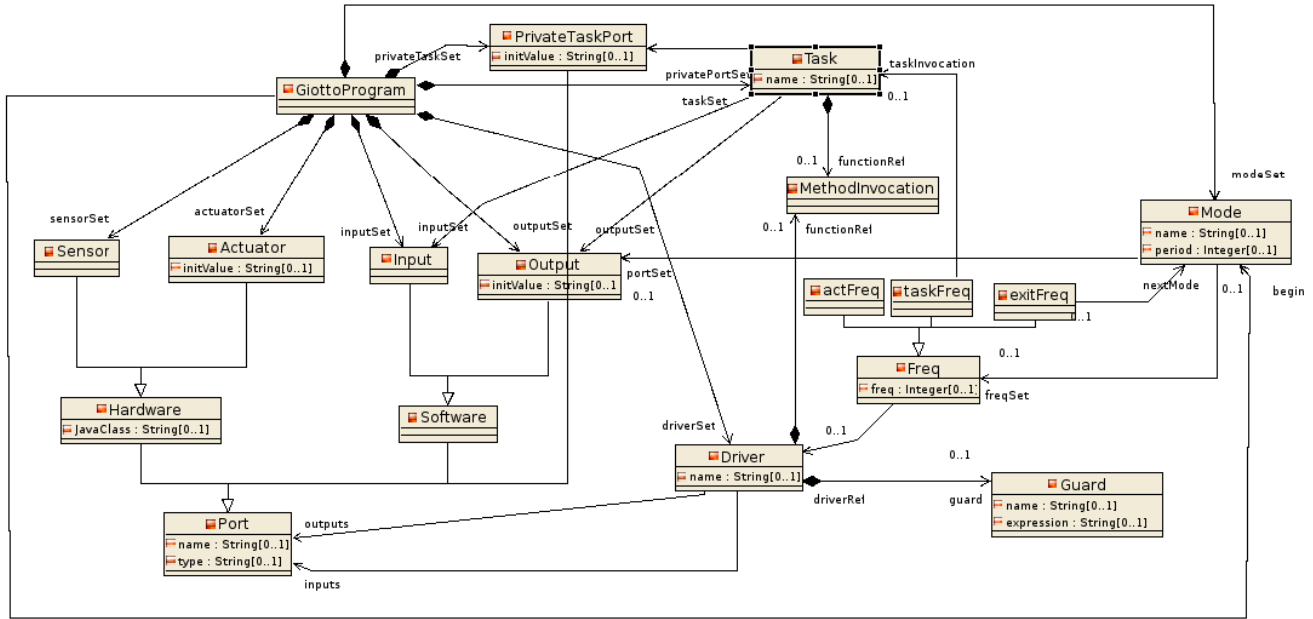 PrivateTaskPort
initValue : String[0..1]
privateTaskSet
Task
name : String[0..1]
taskInvocation
0..1
GiottoProgram
privatePortSet
taskSet
0..1
functionRef
MethodInvocation
0..1
functionRef
modeSet
Mode
name : String[0..1]
period : Integer[0..1]
sensorSet
Sensor
actuatorSet
Actuator
initValue : String[0..1]
inputSet
inputSet
Input
outputSet
outputSet
Output
initValue : String[0..1]
portSet
0..1
actFreq
taskFreq
exitFreq
nextMode
0..1
0..1
begin
0..1
Freq
freq : Integer[0..1]
freqSet
Hardware
JavaClass : String[0..1]
Software
driverSet
0..1
Driver
name : String[0..1]
driverRef
0..1
guard
Guard
name : String[0..1]
expression : String[0..1]
Port
name : String[0..1]
type : String[0..1]
outputs
inputs